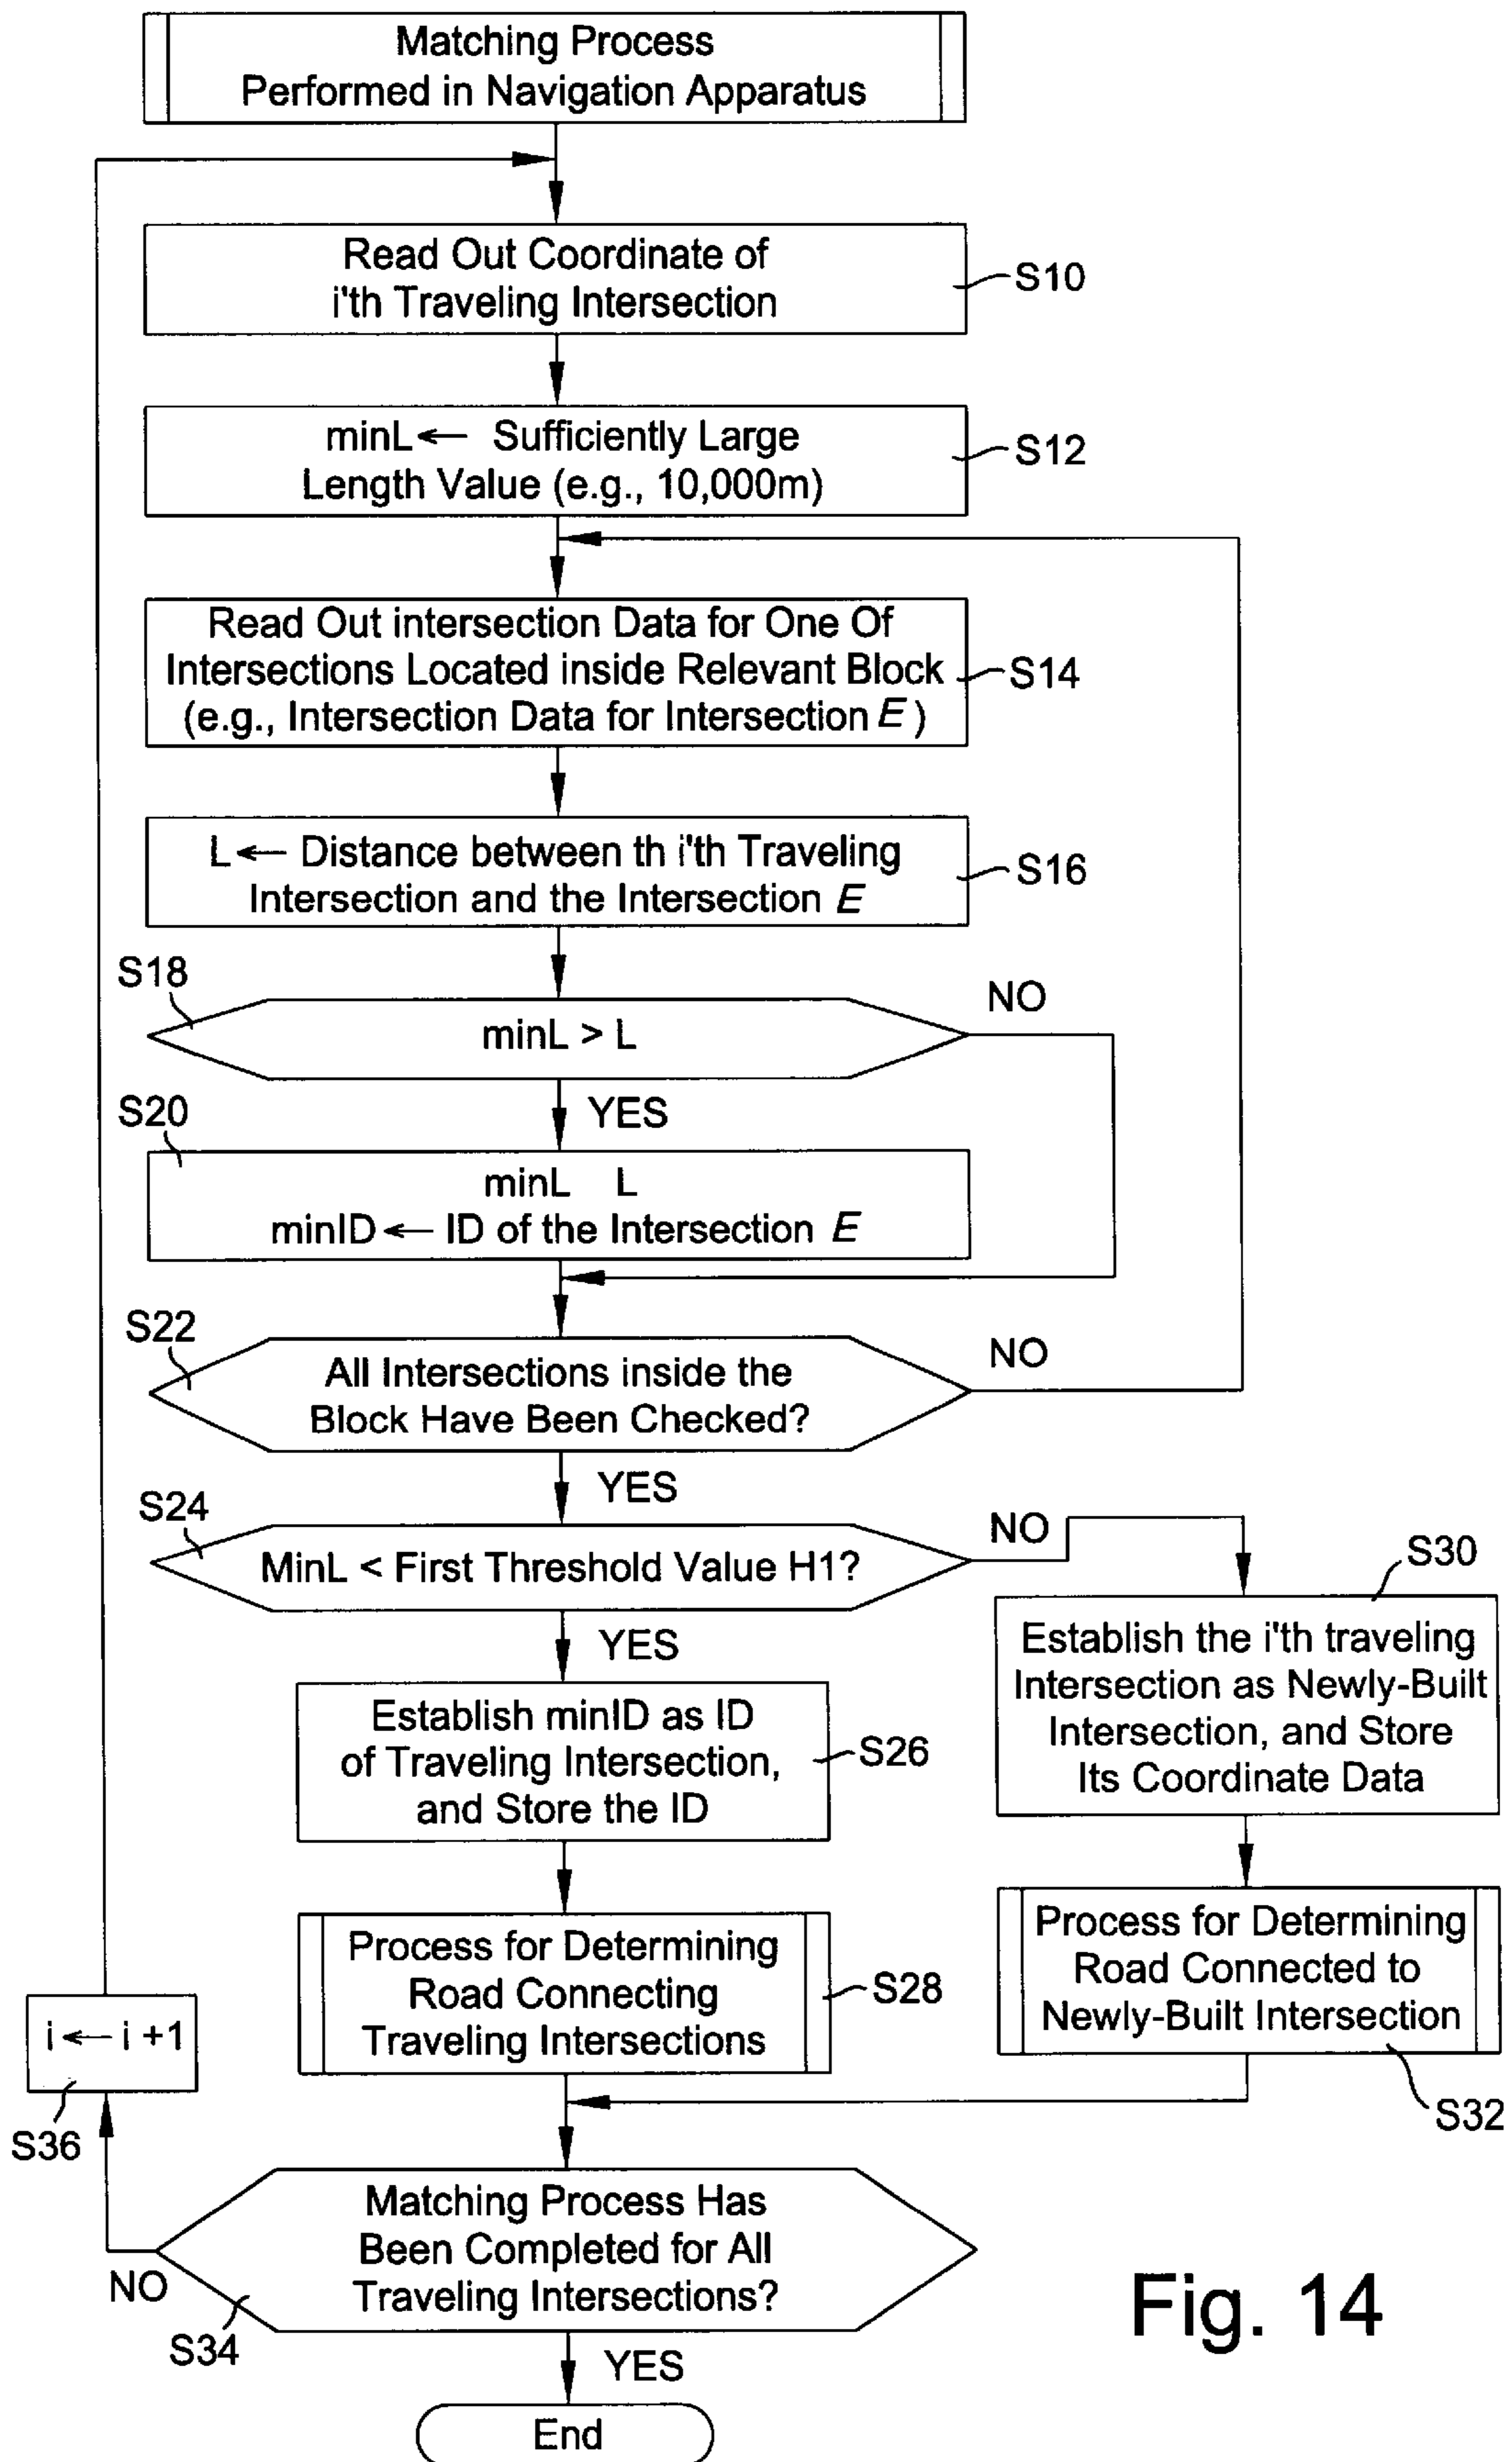 Matching Process
Performed in Navigation Apparatus
Read Out Coordinate of
i'th Traveling Intersection
S10
minL← Sufficiently Large
Length Value (e.g., 10,000m)
S12
Read Out intersection Data for One Of
Intersections Located inside Relevant Block
(e.g., Intersection Data for Intersection E )
S14
L← Distance between th i'th Traveling
Intersection and the Intersection E
S16
S18
minL > L
NO
YES
S20
minL L
minID← ID of the Intersection E
S22
All Intersections inside the
Block Have Been Checked?
NO
YES
S24
MinL < First Threshold Value H1?
NO
YES
S30
Establish the i'th traveling
Intersection as Newly-Built
Intersection, and Store
Its Coordinate Data
Establish minID as ID
of Traveling Intersection,
and Store the ID
S26
Process for Determining
Road Connecting
Traveling Intersections
S28
Process for Determining
Road Connected to
Newly-Built Intersection
S32
i← i +1
S36
Matching Process Has
Been Completed for All
Traveling Intersections?
NO
S34
YES
End
Fig. 14